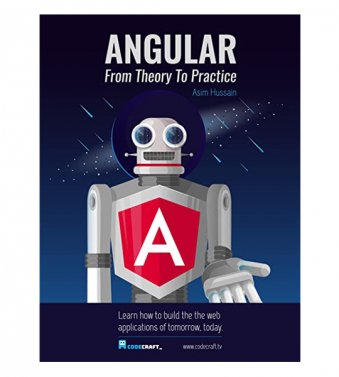 ANGULAR
From Theory To Practice
Asim Hussain
A
Learn how to build the the web
applications of tomorrow, today.
CODECRAFT_ www.codecraft.tv